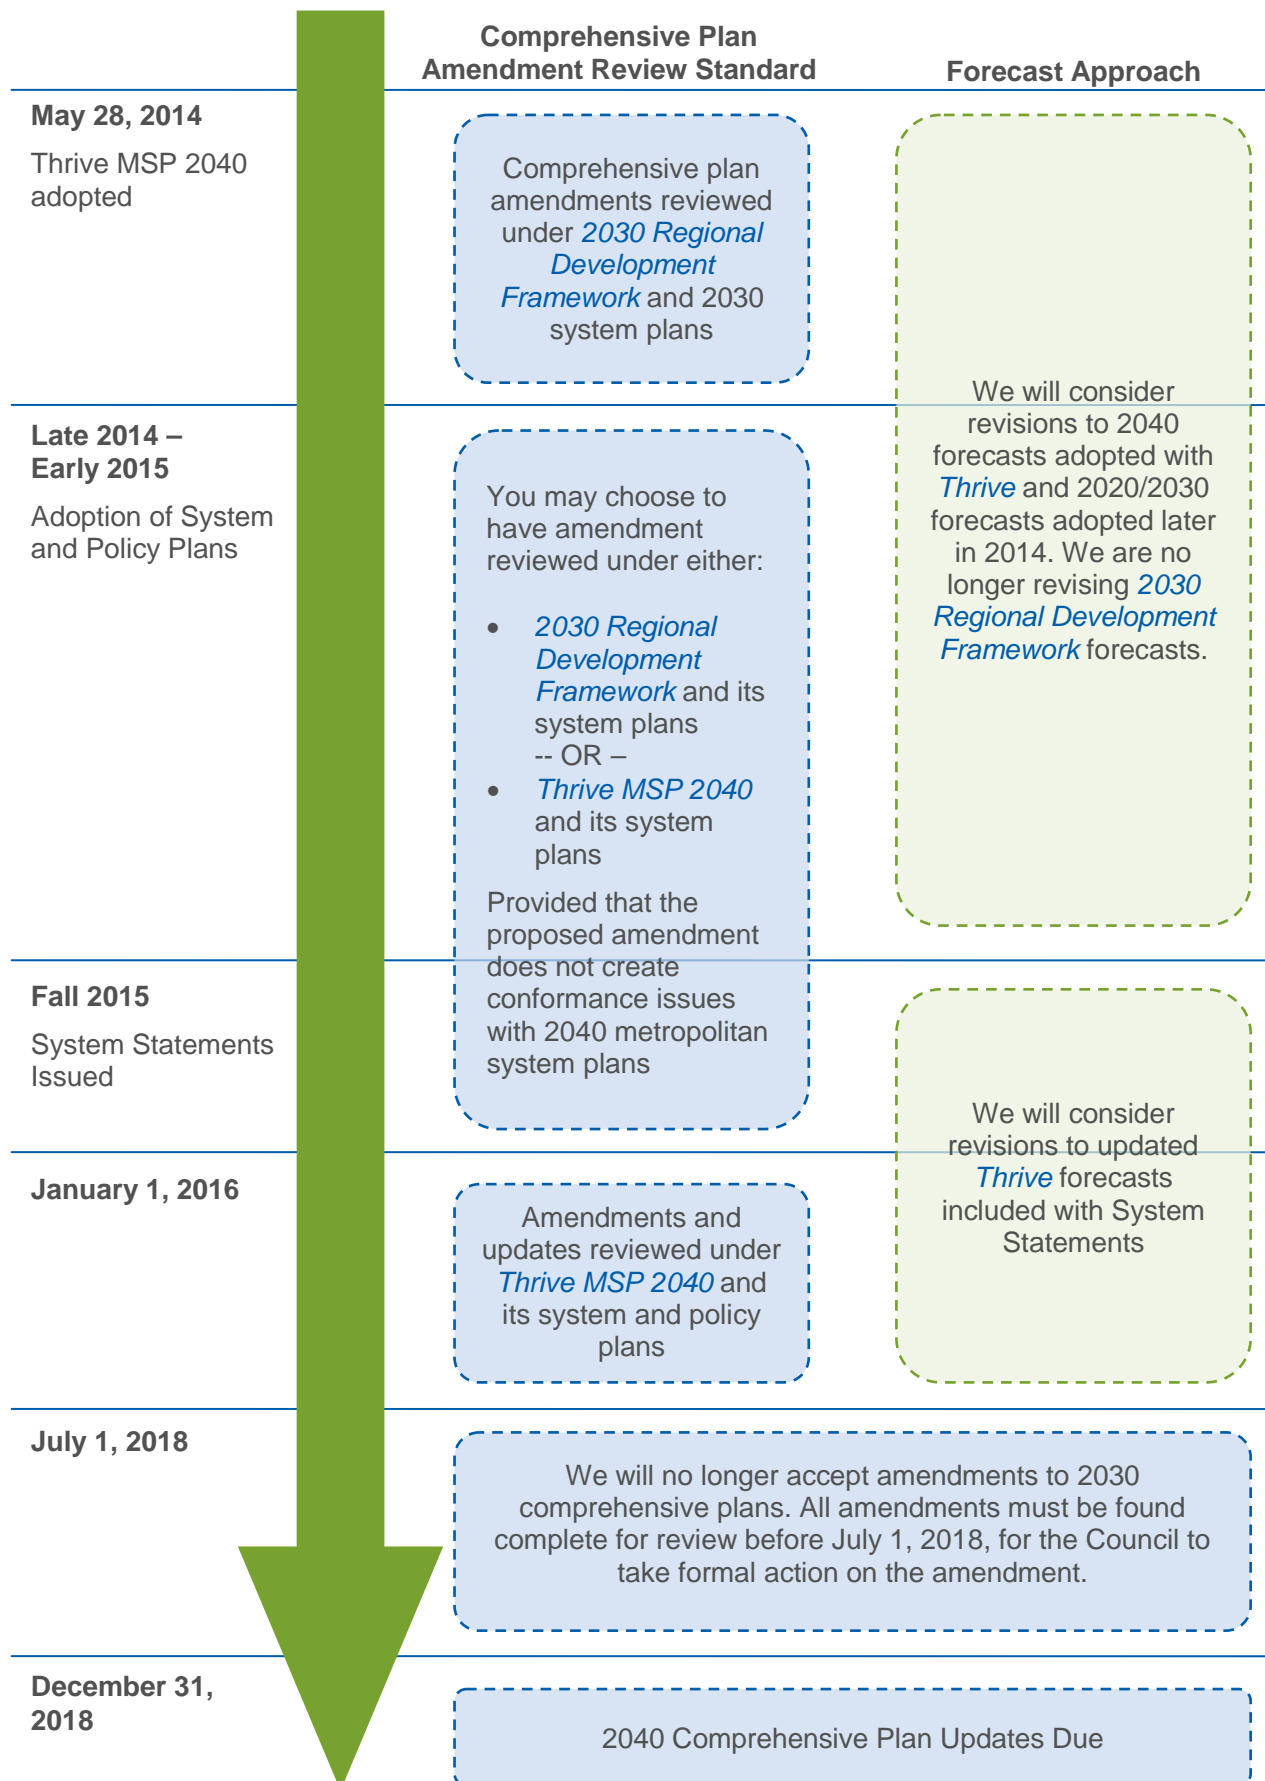 Comprehensive Plan
Amendment Review Standard
Forecast Approach
May 28, 2014
Thrive MSP 2040
adopted
Comprehensive plan
amendments reviewed
under 2030 Regional
Development
Framework and 2030
system plans
We will consider
revisions to 2040
forecasts adopted with
Thrive and 2020/2030
forecasts adopted later
in 2014. We are no
longer revising 2030
Regional Development
Framework forecasts.
Late 2014 –
Early 2015
Adoption of System
and Policy Plans
You may choose to
have amendment
reviewed under either:
• 2030 Regional
Development
Framework and its
system plans
-- OR –
• Thrive MSP 2040
and its system
plans
Provided that the
proposed amendment
does not create
conformance issues
with 2040 metropolitan
system plans
Fall 2015
System Statements
Issued
We will consider
revisions to updated
Thrive forecasts
included with System
Statements
January 1, 2016
Amendments and
updates reviewed under
Thrive MSP 2040 and
its system and policy
plans
July 1, 2018
We will no longer accept amendments to 2030
comprehensive plans. All amendments must be found
complete for review before July 1, 2018, for the Council to
take formal action on the amendment.
December 31,
2018
2040 Comprehensive Plan Updates Due